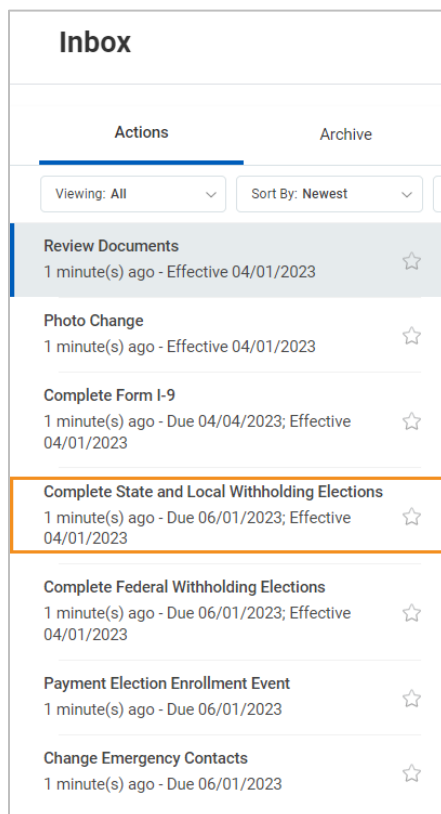 Inbox
Actions
Archive
Viewing: All
Sort By: Newest
Review Documents
1 minute(s) ago - Effective 04/01/2023
Photo Change
1 minute(s) ago - Effective 04/01/2023
Complete Form I-9
1 minute(s) ago - Due 04/04/2023; Effective
04/01/2023
Complete State and Local Withholding Elections
1 minute(s) ago - Due 06/01/2023; Effective
04/01/2023
Complete Federal Withholding Elections
1 minute(s) ago - Due 06/01/2023; Effective
04/01/2023
Payment Election Enrollment Event
1 minute(s) ago - Due 06/01/2023
Change Emergency Contacts
1 minute(s) ago - Due 06/01/2023